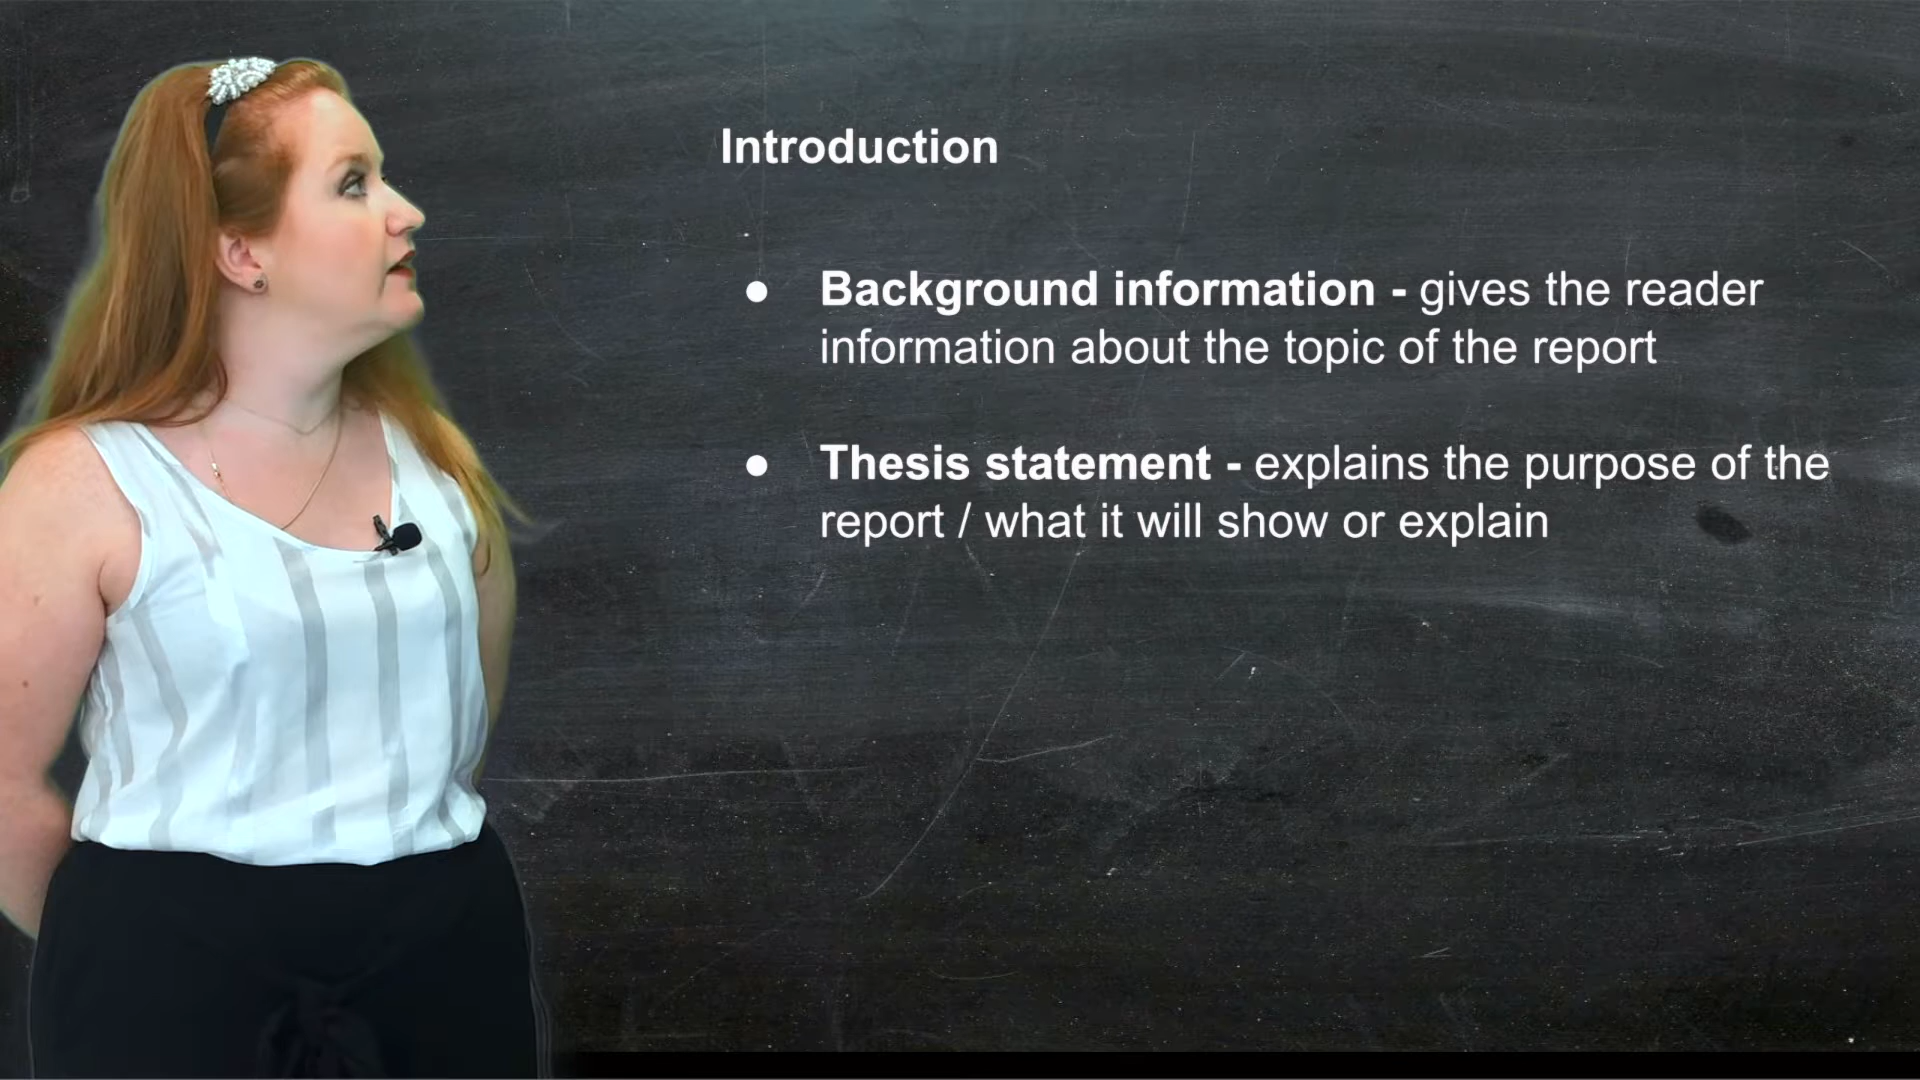 Introduction
● Background information - gives the reader
information about the topic of the report
● Thesis statement - explains the purpose of the
report / what it will show or explain